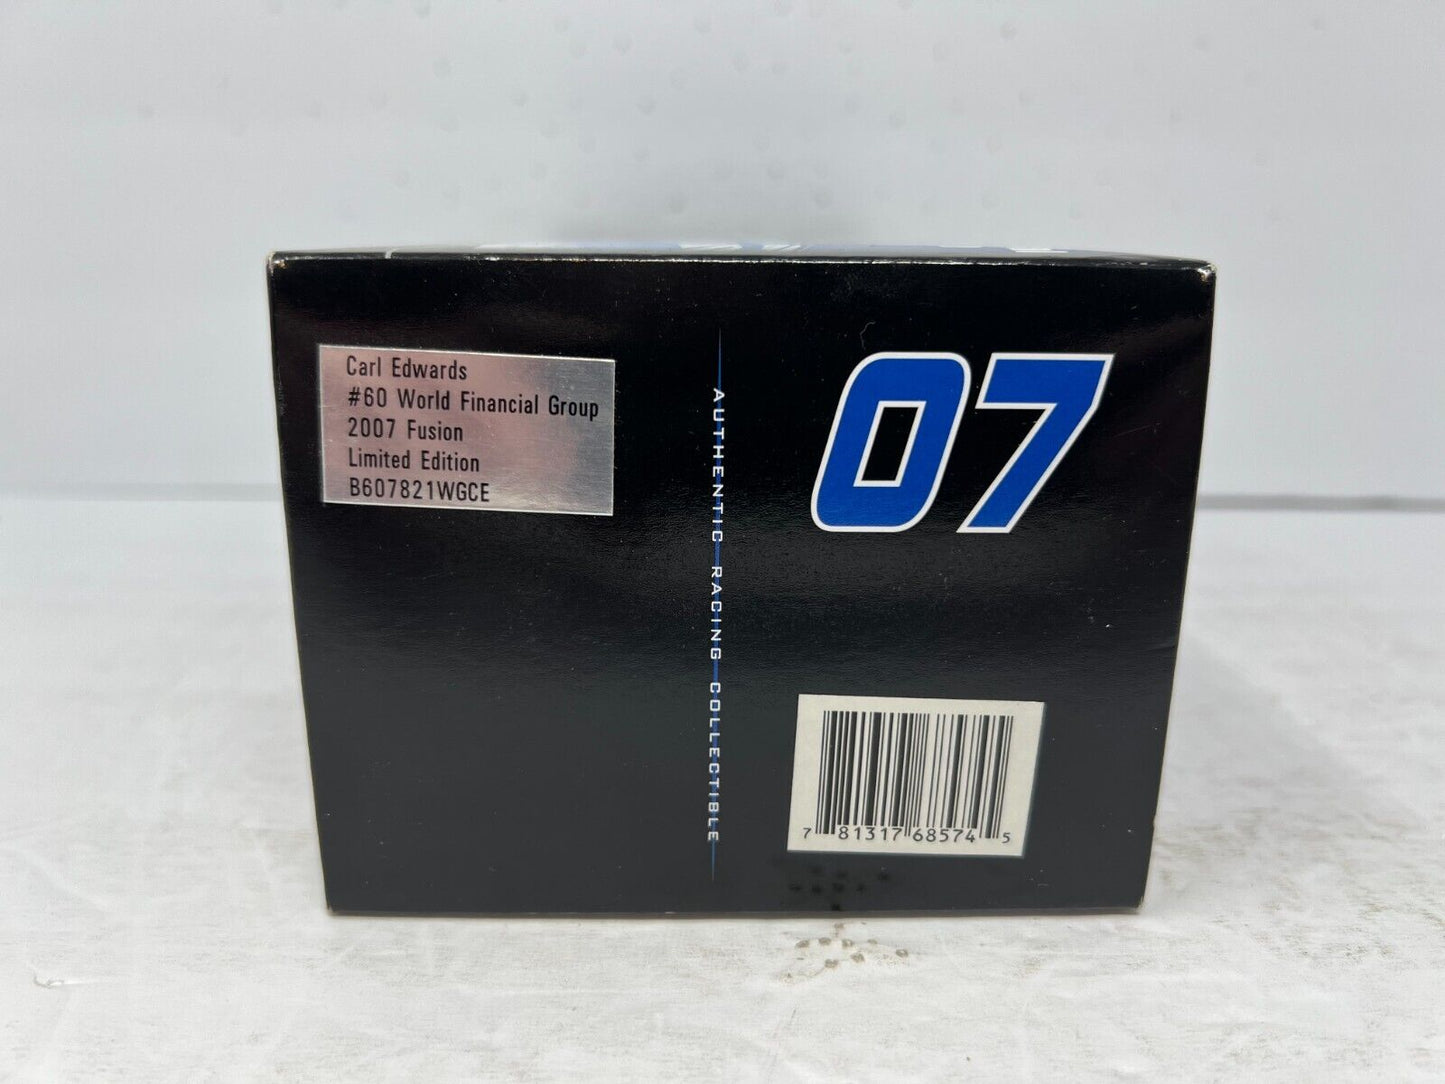 Carl Edwards
#60 World Financial Group
2007 Fusion
Limited Edition
B607821WGCE
AUTHENTIC RACING COLLECTIBLE
07
7 81317 68574 5